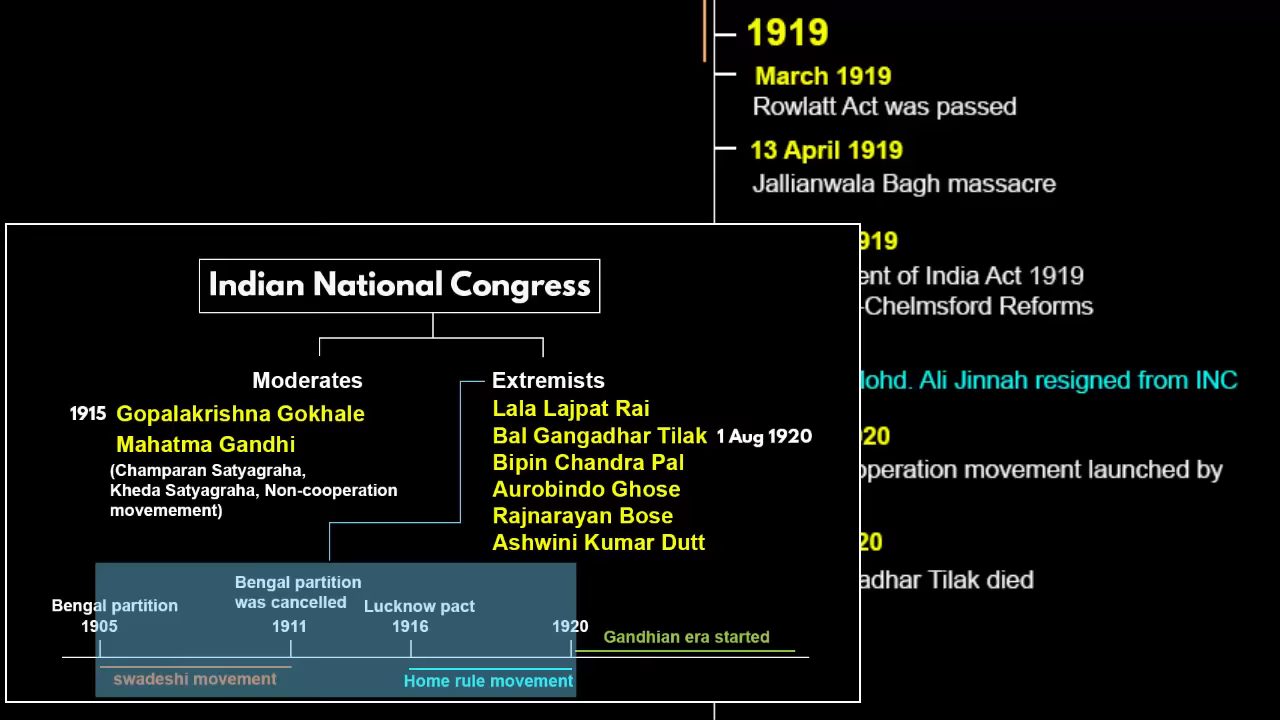 1919
March 1919
Rowlatt Act was passed
13 April 1919
Jallianwala Bagh massacre
919
ent of India Act 1919
-Chelmsford Reforms
ohd. Ali Jinnah resigned from INC
20
operation movement launched by
20
adhar Tilak died
Indian National Congress
Moderates
1915 Gopalakrishna Gokhale
Mahatma Gandhi
(Champaran Satyagraha,
Kheda Satyagraha, Non-cooperation
movemement)
Extremists
Lala Lajpat Rai
Bal Gangadhar Tilak 1 Aug 1920
Bipin Chandra Pal
Aurobindo Ghose
Rajnarayan Bose
Ashwini Kumar Dutt
Bengal partition
1905
Bengal partition
was cancelled
1911
Lucknow pact
1916
1920
Gandhian era started
swadeshi movement
Home rule movement